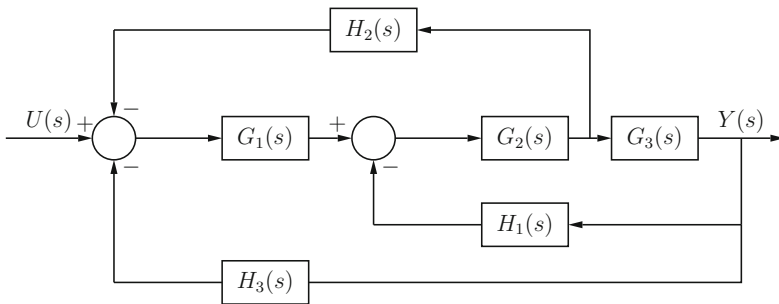 H₂(s)
U(s) + − G₁(s) + G₂(s) G₃(s) Y(s)
− −
H₁(s)
H₃(s)